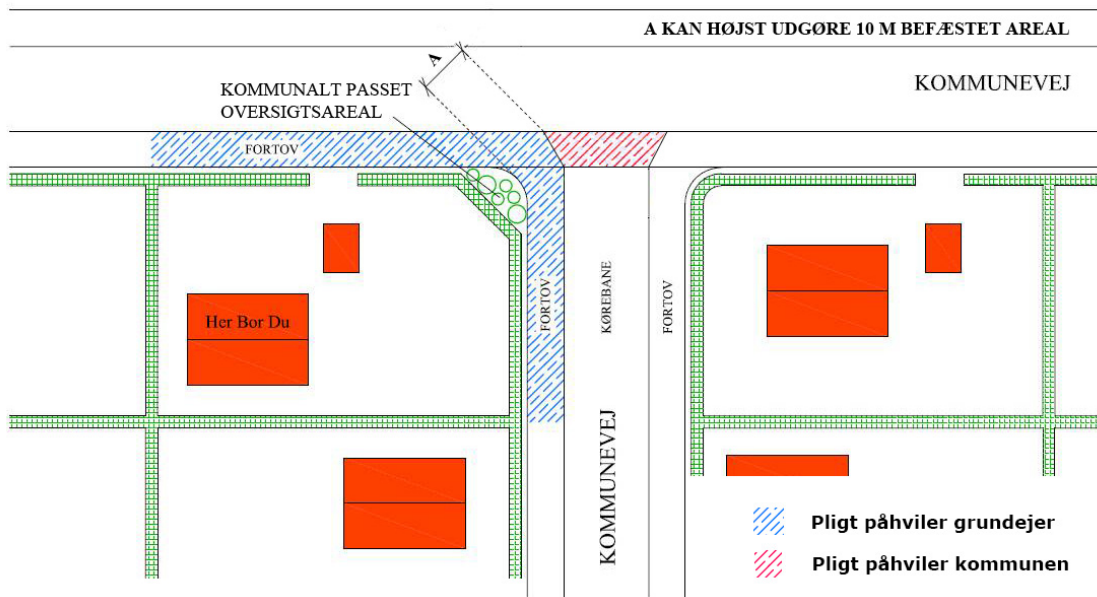 A KAN HØJST UDGØRE 10 M BEFÆSTET AREAL
A
KOMMUNEVEJ
KOMMUNALT PASSET
OVERSIGTSAREAL
FORTOV
Her Bor Du
FORTOV
KØREBANE
FORTOV
KOMMUNEVEJ
Pligt påhviler grundejer
Pligt påhviler kommunen